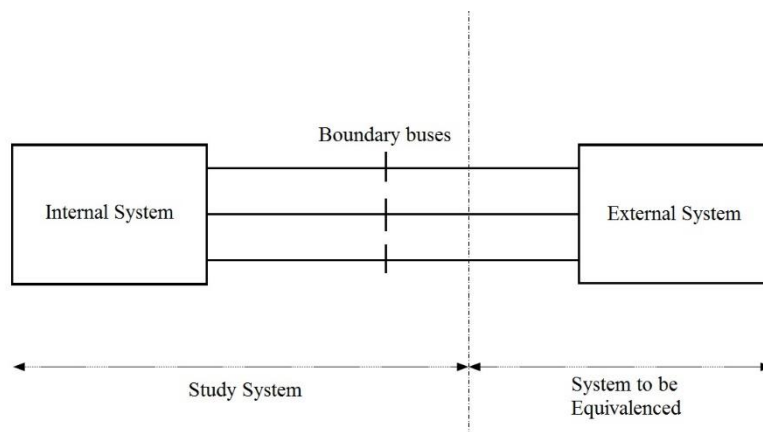 Boundary buses
Internal System
External System
Study System
System to be
Equivalenced